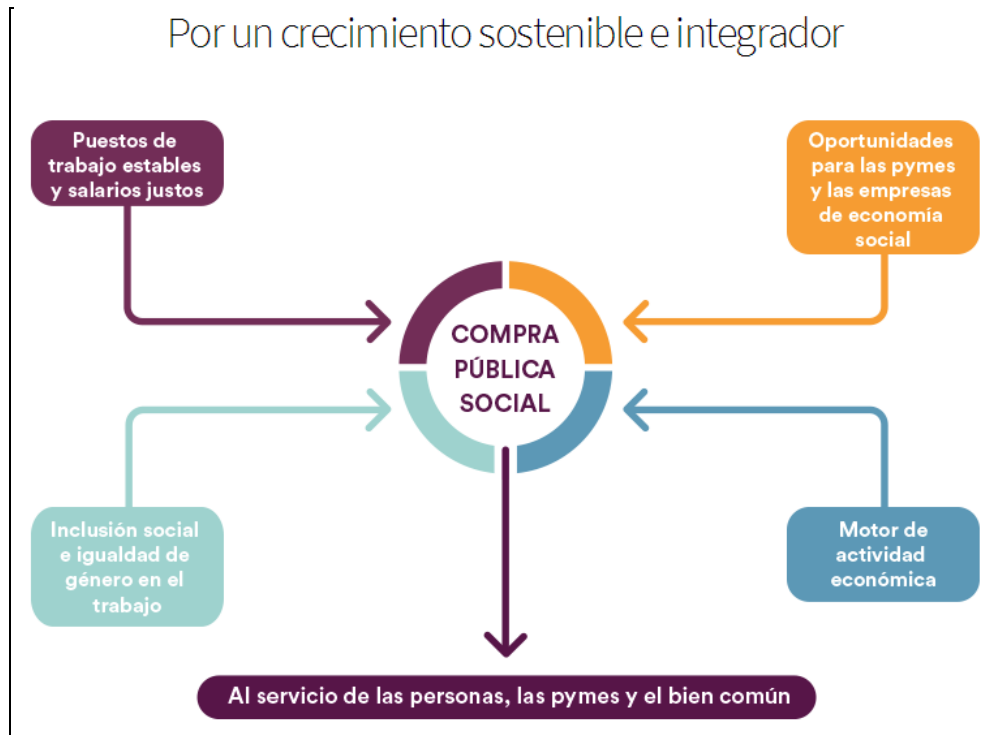 Por un crecimiento sostenible e integrador
Puestos de
trabajo estables
y salarios justos
Oportunidades
para las pymes
y las empresas
de economía
social
COMPRA
PÚBLICA
SOCIAL
Inclusión social
e igualdad de
género en el
trabajo
Motor de
actividad
económica
Al servicio de las personas, las pymes y el bien común